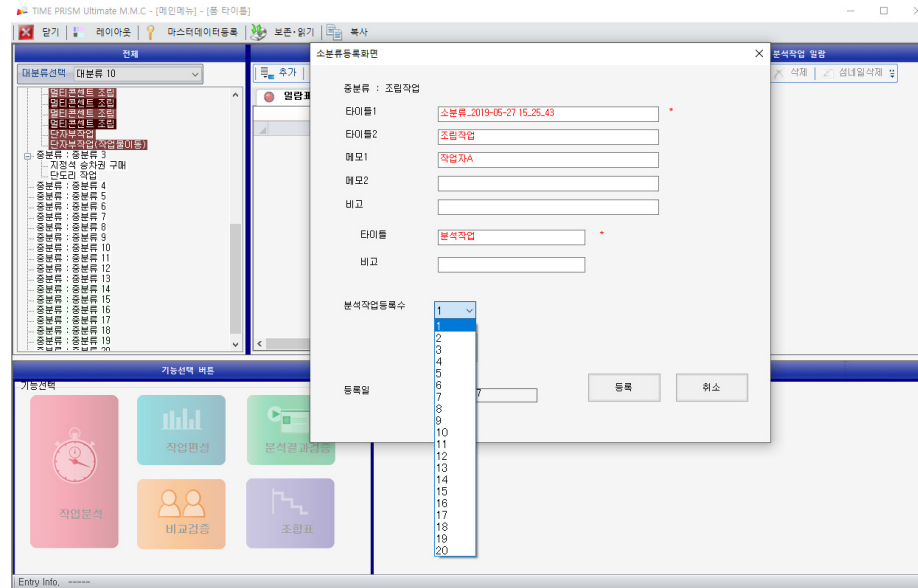 TIME PRISM Ultimate M.M.C - [메인메뉴] - [폼 타이틀]
닫기 레이아웃 마스터데이터등록 보존·읽기 복사
전체
대분류선택 대분류 10
멀티콘센트 조립
멀티콘센트 조립
멀티콘센트 조립
멀티콘센트 조립
단자부작업
단자부작업(작업물이동)
중분류 : 중분류 3
지정석 승차권 구매
단도리 작업
중분류 : 중분류 4
중분류 : 중분류 5
중분류 : 중분류 6
중분류 : 중분류 7
중분류 : 중분류 8
중분류 : 중분류 9
중분류 : 중분류 10
중분류 : 중분류 11
중분류 : 중분류 12
중분류 : 중분류 13
중분류 : 중분류 14
중분류 : 중분류 15
중분류 : 중분류 16
중분류 : 중분류 17
중분류 : 중분류 18
중분류 : 중분류 19
중분류 : 중분류 20
추가
일람표
분석작업 일람
삭제 섬네일삭제
소분류등록화면
중분류 : 조립작업
타이틀1 소분류_2019-05-27 15_25_43 *
타이틀2 조립작업
메모1 작업자A
메모2
비고
타이틀 분석작업 *
비고
분석작업등록수 1
1
2
3
4
5
6
7
8
9
10
11
12
13
14
15
16
17
18
19
20
등록일 7
등록 취소
기능선택 버튼
기능선택
작업분석
작업편성
분석결과검증
비교검증
조합표
Entry Info, -----